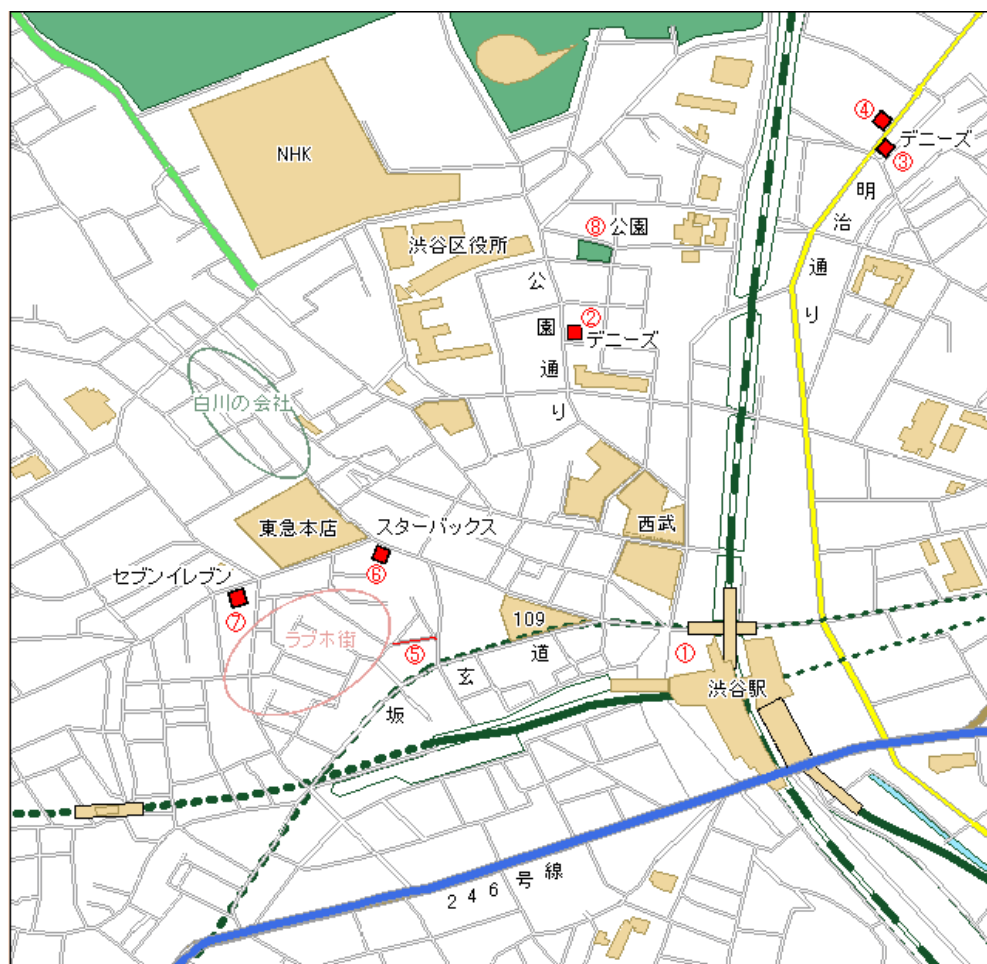 NHK
④
デニーズ
③
明治通り
渋谷区役所
⑧公園
公園通り
②
デニーズ
白川の会社
東急本店
スターバックス
⑥
西武
セブンイレブン
⑦
ラブホ街
⑤
109
道玄坂
①
渋谷駅
246号線